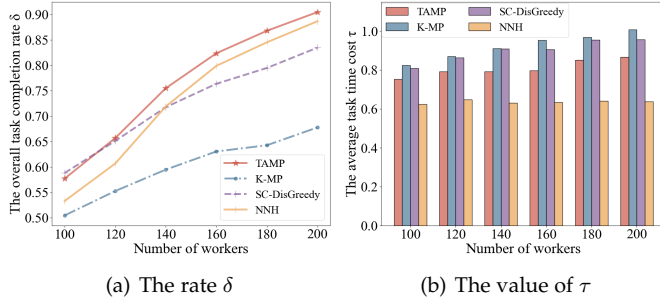 The overall task completion rate δ
0.90
0.85
0.80
0.75
0.70
0.65
0.60
0.55
0.50
TAMP
K-MP
SC-DisGreedy
NNH
100 120 140 160 180 200
Number of workers
(a) The rate δ
The average task time cost τ
1.0
0.8
0.6
0.4
0.2
0.0
TAMP SC-DisGreedy
K-MP NNH
100 120 140 160 180 200
Number of workers
(b) The value of τ